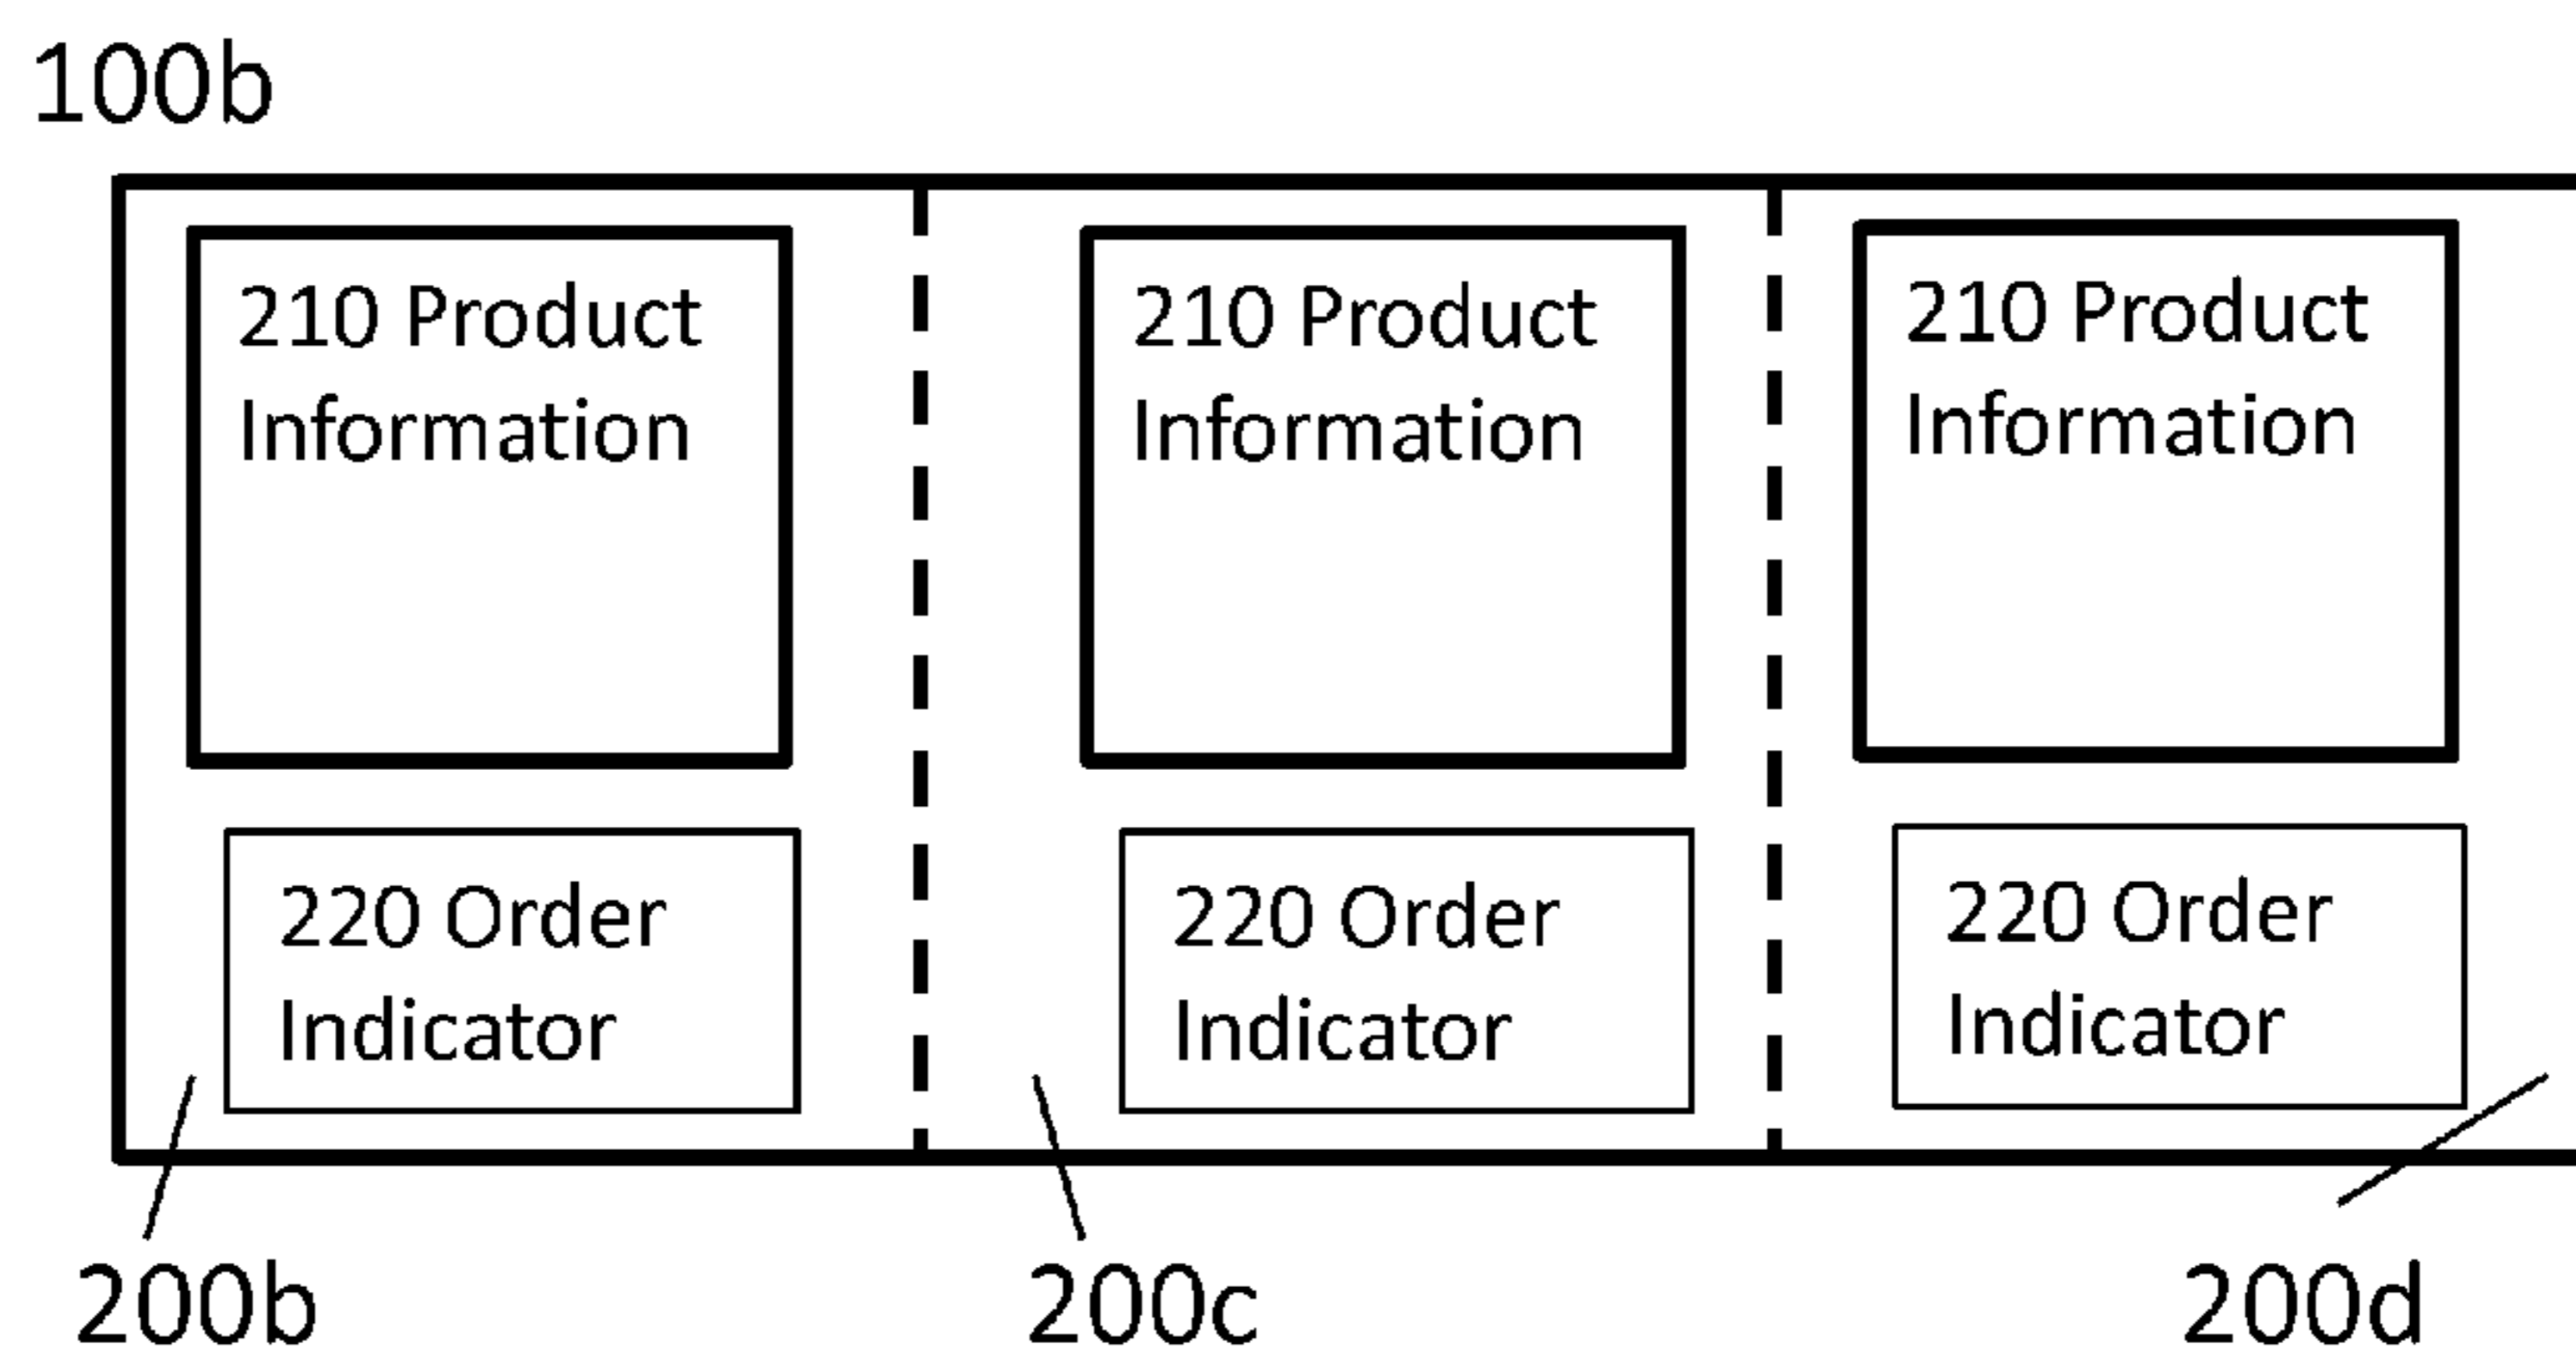 100b
210 Product
Information
210 Product
Information
210 Product
Information
220 Order
Indicator
220 Order
Indicator
220 Order
Indicator
200b
200c
200d